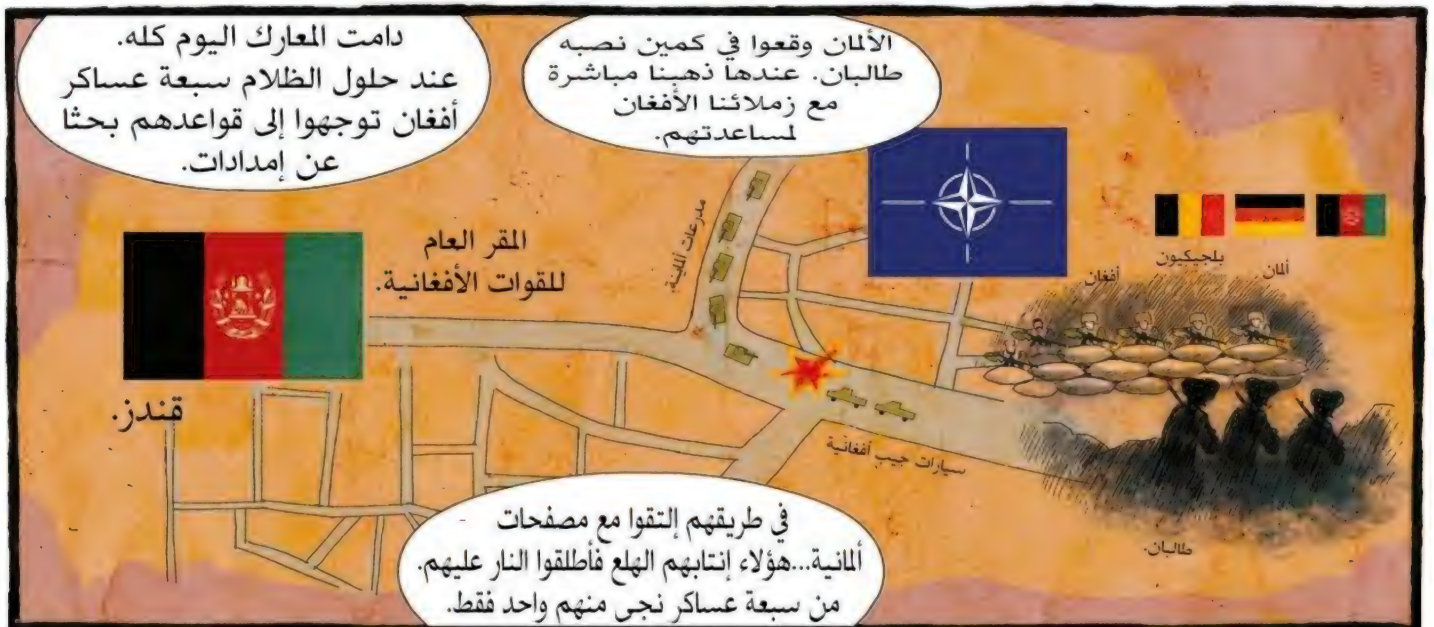 الألمان وقعوا في كمين نصبه
طالبان. عندها ذهبنا مباشرة
مع زملائنا الأفغان
لمساعدتهم.
دامت المعارك اليوم كله.
عند حلول الظلام سبعة عساكر
أفغان توجهوا إلى قواعدهم بحثا
عن إمدادات.
ألمان
بلجيكيون
أفغان
مدرعات ألمانية.
المقر العام
للقوات الأفغانية.
قندز.
سيارات جيب أفغانية
طالبان.
في طريقهم إلتقوا مع مصفحات
ألمانية...هؤلاء إنتابهم الهلع فأطلقوا النار عليهم.
من سبعة عساكر نجى منهم واحد فقط.